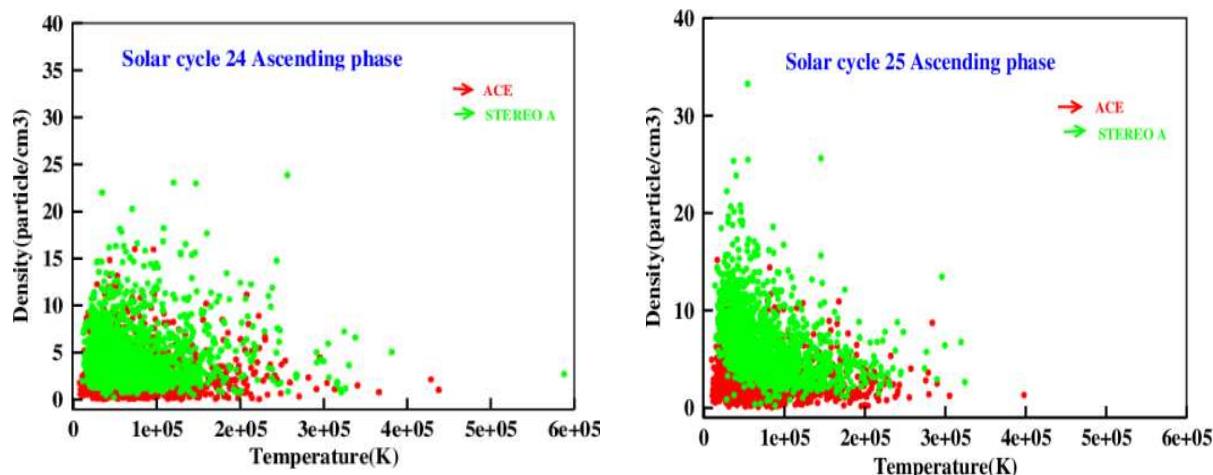 40
35
30
25
20
15
10
5
0
Density(particle/cm3)
Solar cycle 24 Ascending phase
ACE
STEREO A
0 1e+05 2e+05 3e+05 4e+05 5e+05 6e+05
Temperature(K)
40
30
20
10
0
Density(particle/cm3)
Solar cycle 25 Ascending phase
ACE
STEREO A
0 1e+05 2e+05 3e+05 4e+05 5e+05 6e+05
Temperature(K)